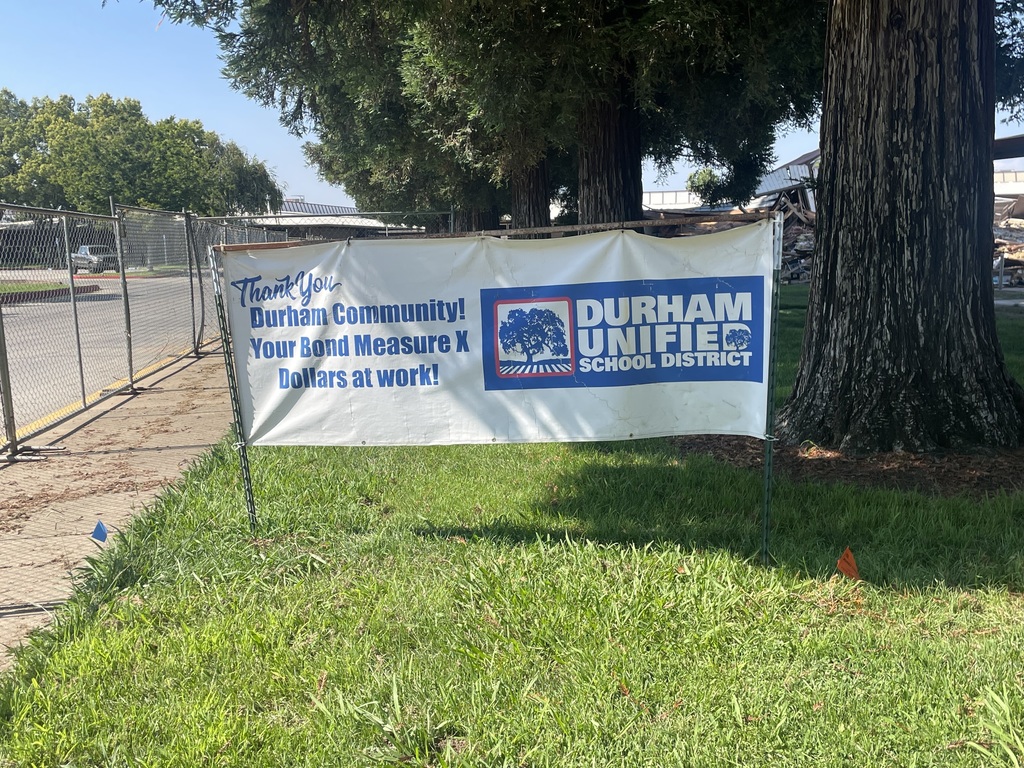 Thank You
Durham Community!
Your Bond Measure X
Dollars at work!
DURHAM
UNIFIED
SCHOOL DISTRICT